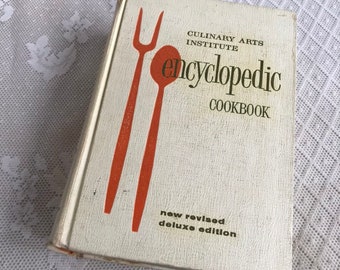 CULINARY ARTS
INSTITUTE
encyclopedic
COOKBOOK
new revised
deluxe edition